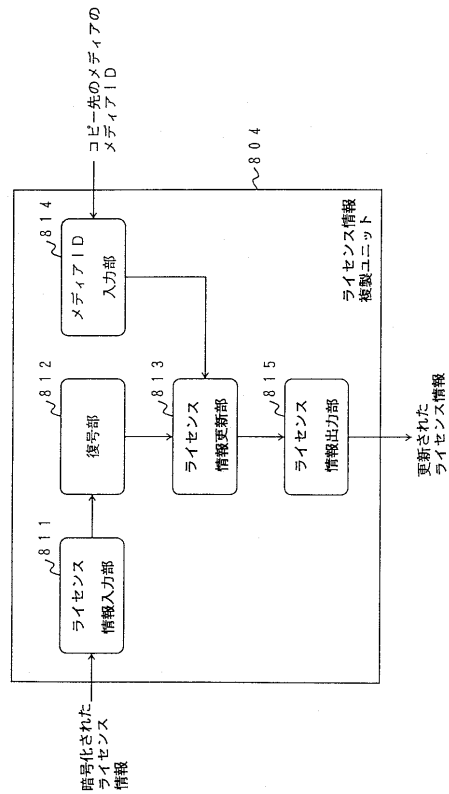 暗号化された
ライセンス
情報
811
ライセンス
情報入力部
812
復号部
813
ライセンス
情報更新部
814
メディアID
入力部
コピー先のメディアの
メディアID
815
ライセンス
情報出力部
ライセンス情報
複製ユニット
804
更新された
ライセンス情報